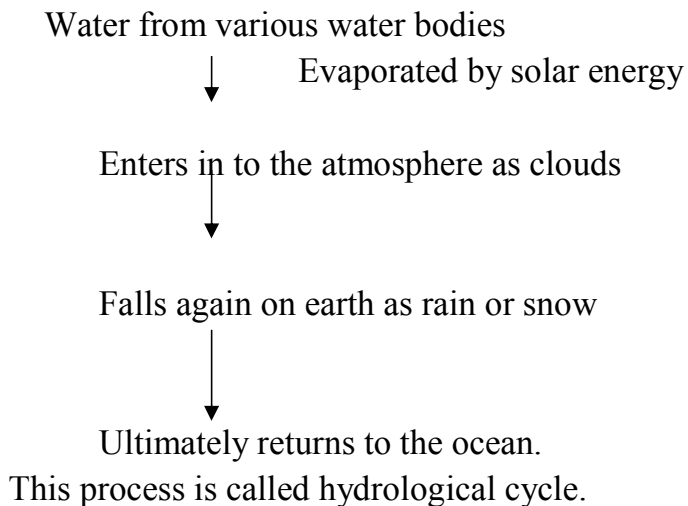 Water from various water bodies
Evaporated by solar energy
Enters in to the atmosphere as clouds
Falls again on earth as rain or snow
Ultimately returns to the ocean.
This process is called hydrological cycle.